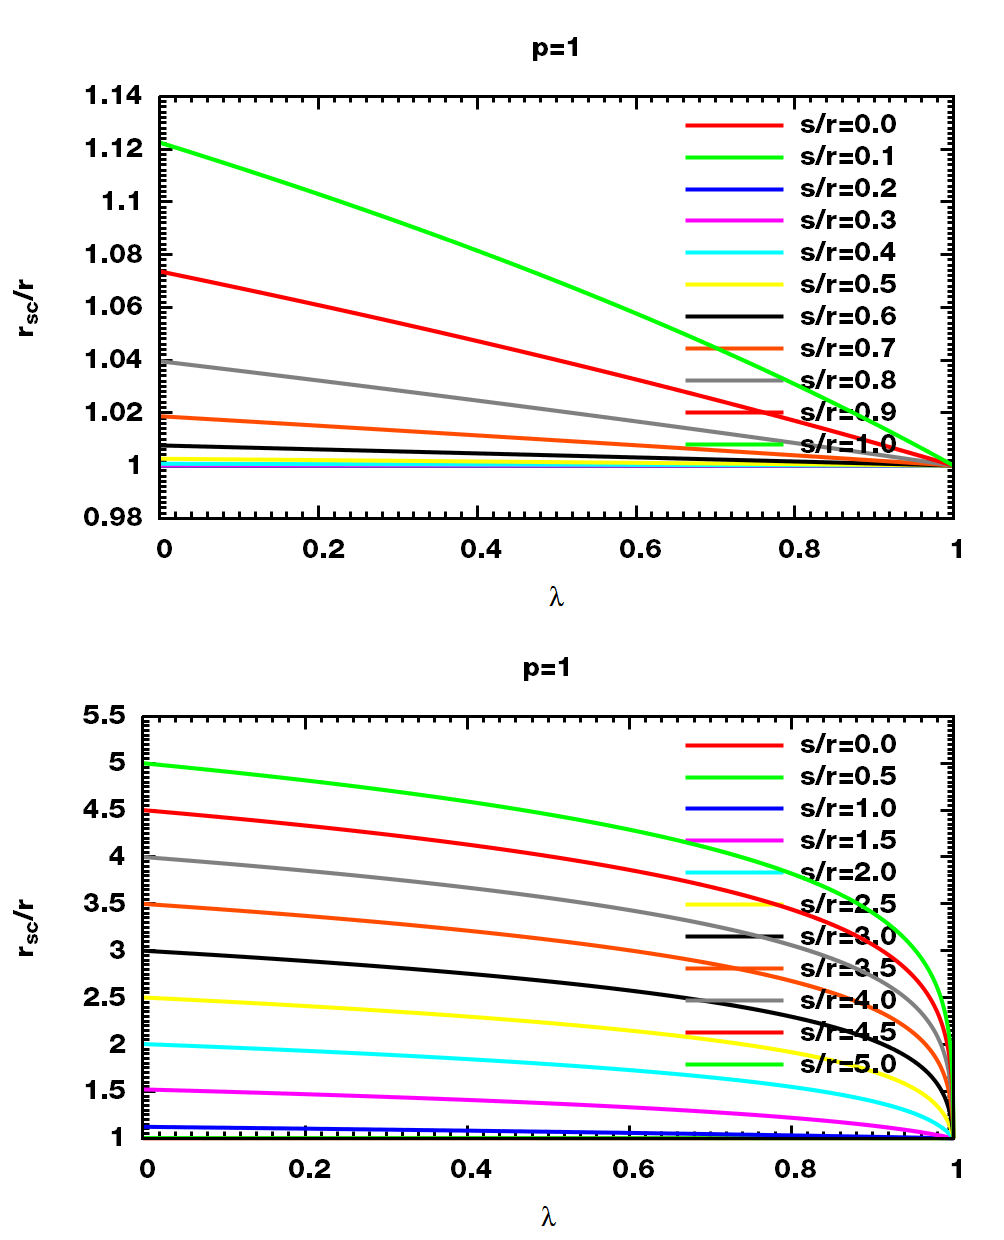 p=1
1.14
1.12
1.1
1.08
1.06
1.04
1.02
1
0.98
r_sc/r
s/r=0.0
s/r=0.1
s/r=0.2
s/r=0.3
s/r=0.4
s/r=0.5
s/r=0.6
s/r=0.7
s/r=0.8
s/r=0.9
s/r=1.0
0 0.2 0.4 0.6 0.8 1
λ
p=1
5.5
5
4.5
4
3.5
3
2.5
2
1.5
1
r_sc/r
s/r=0.0
s/r=0.5
s/r=1.0
s/r=1.5
s/r=2.0
s/r=2.5
s/r=3.0
s/r=3.5
s/r=4.0
s/r=4.5
s/r=5.0
0 0.2 0.4 0.6 0.8 1
λ